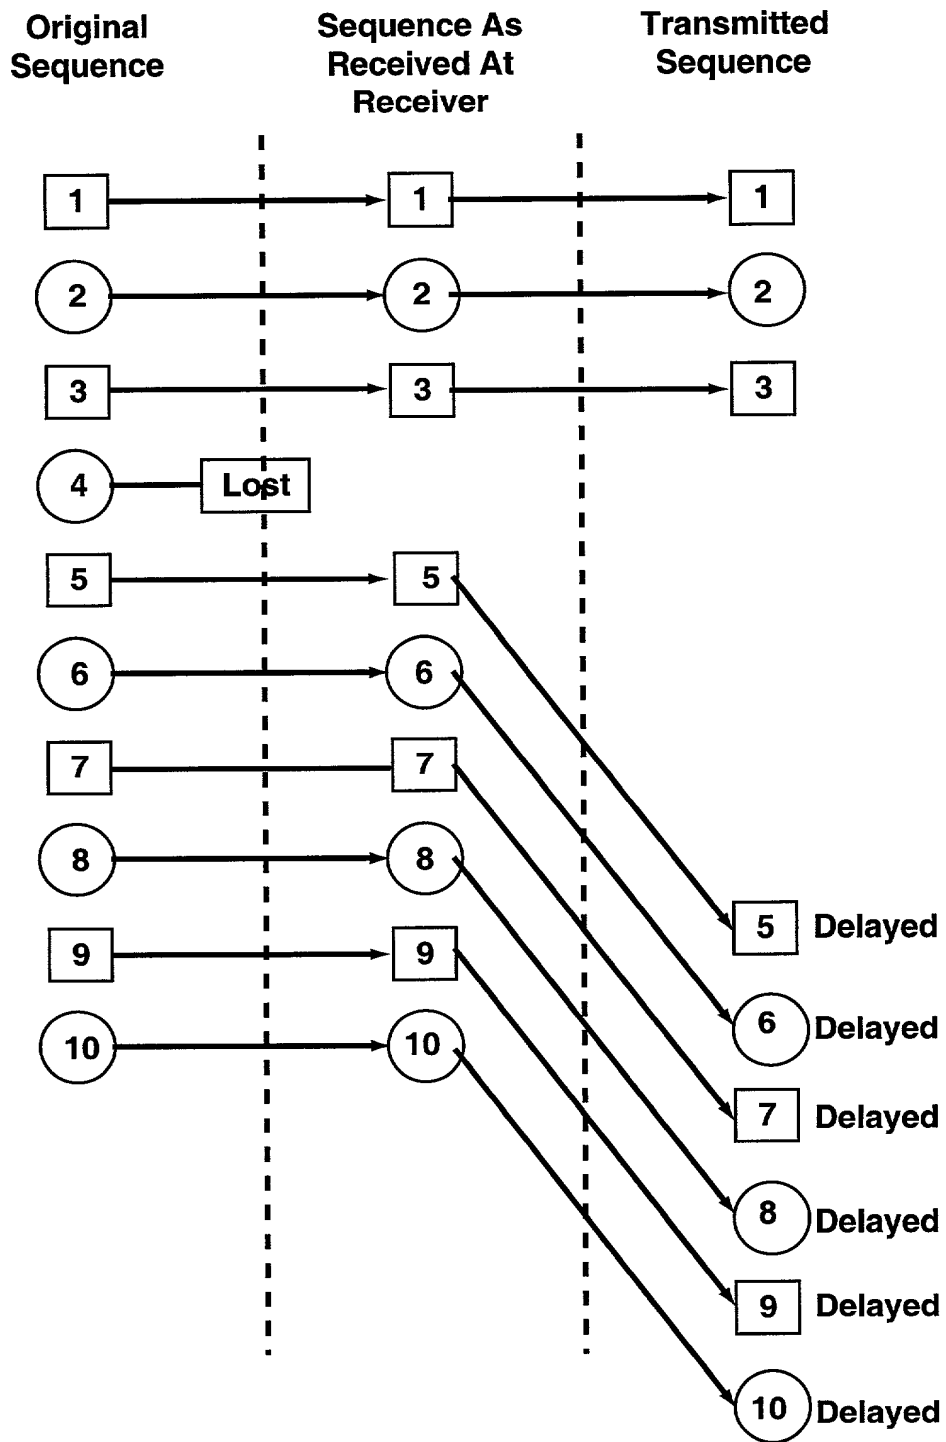 Original
Sequence
Sequence As
Received At
Receiver
Transmitted
Sequence
1 1 1
2 2 2
3 3 3
4 Lost
5 5
6 6
7 7
8 8
9 9
10 10
5 Delayed
6 Delayed
7 Delayed
8 Delayed
9 Delayed
10 Delayed